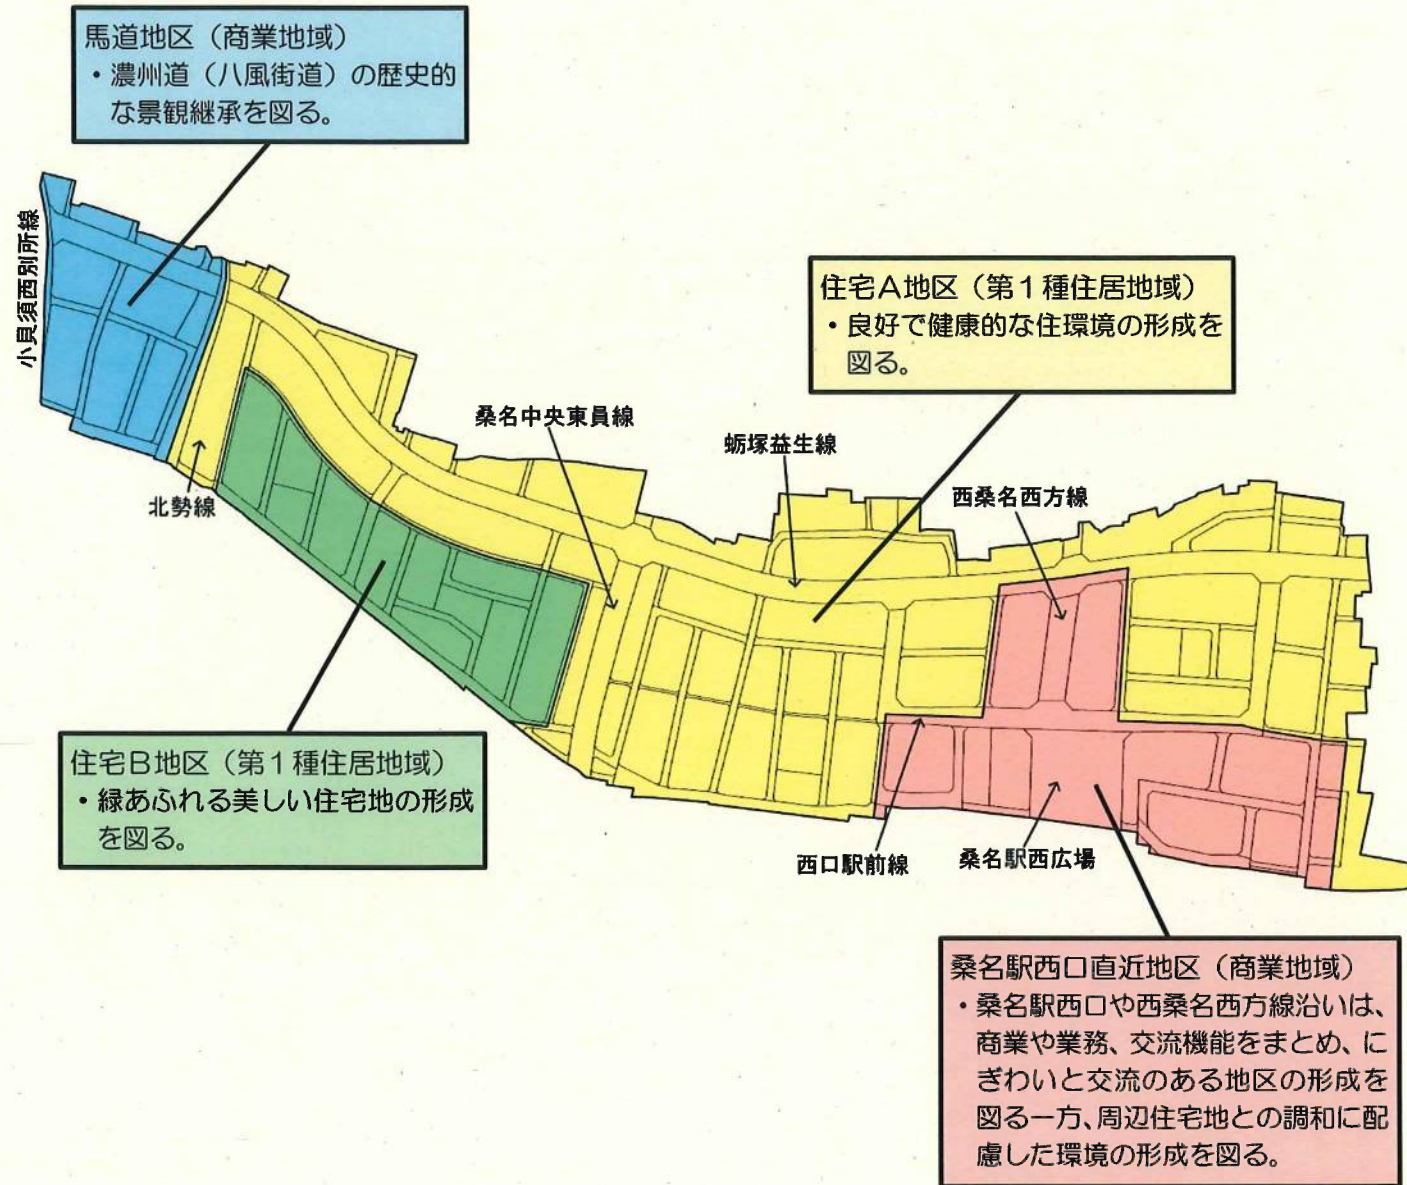 馬道地区（商業地域）
・濃州道（八風街道）の歴史的
な景観継承を図る。
小貝須西別所線
住宅A地区（第1種住居地域）
・良好で健康的な住環境の形成を
図る。
桑名中央東員線
蛎塚益生線
西桑名西方線
北勢線
住宅B地区（第1種住居地域）
・緑あふれる美しい住宅地の形成
を図る。
西口駅前線
桑名駅西広場
桑名駅西口直近地区（商業地域）
・桑名駅西口や西桑名西方線沿いは、
商業や業務、交流機能をまとめ、に
ぎわいと交流のある地区の形成を
図る一方、周辺住宅地との調和に配
慮した環境の形成を図る。